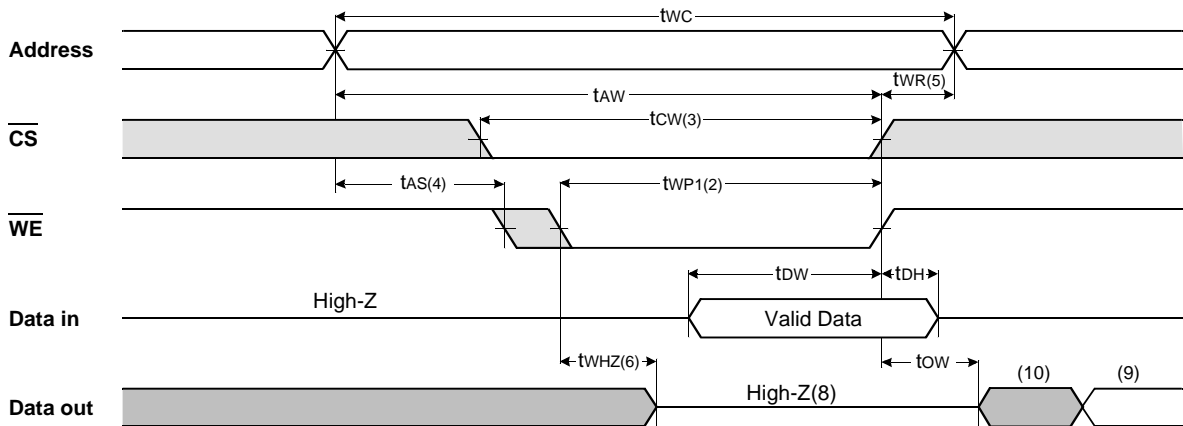 tWC
Address
tWR(5)
tAW
tCW(3)
CS
tAS(4)
tWP1(2)
WE
tDW
tDH
High-Z
Data in
Valid Data
tWHZ(6)
tOW
(10)
(9)
High-Z(8)
Data out